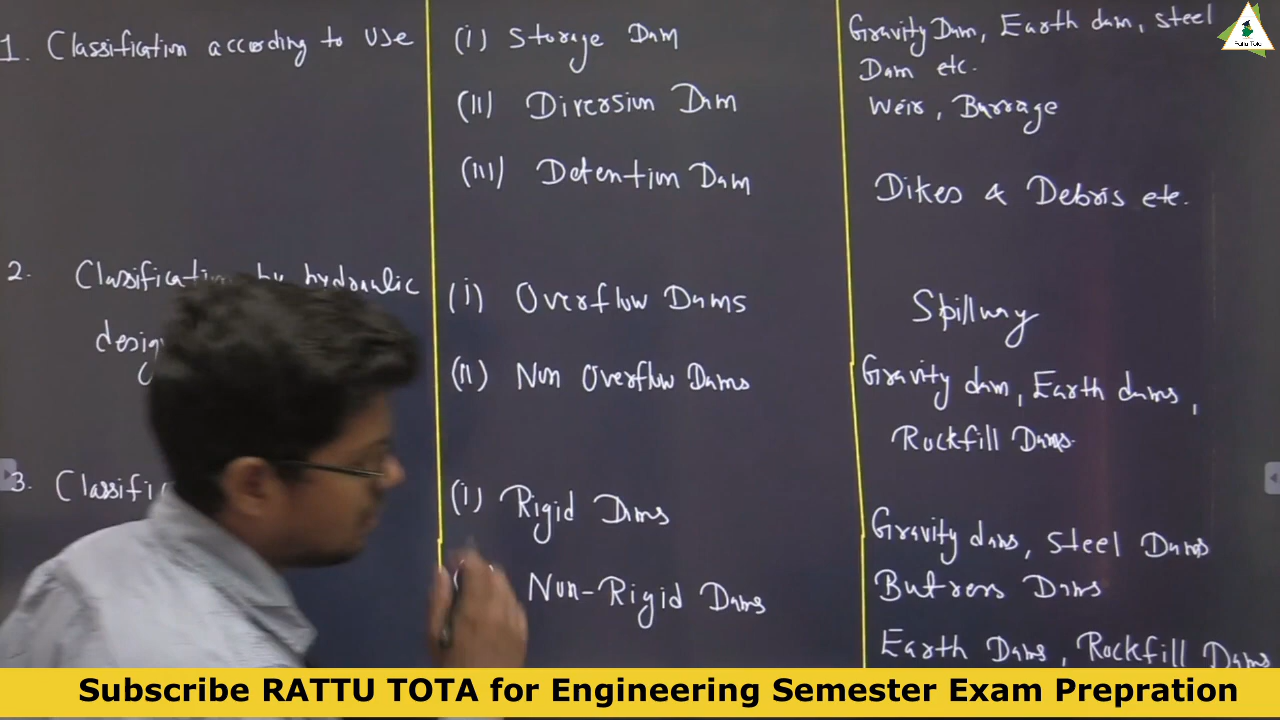 1. Classification according to use
(i) Storage Dam
Gravity Dam, Earth dam, Steel
Dam etc.
(ii) Diversion Dam
Weir, Barrage
(iii) Detention Dam
Dikes & Debris etc.
2. Classification by hydraulic
desig
(i) Overflow Dams
Spillway
(ii) Non Overflow Dams
Gravity dam, Earth dams,
Rockfill Dams.
3. Classifi
(i) Rigid Dams
Gravity dams, Steel Dams
Butress Dams
Non-Rigid Dams
Earth Dams, Rockfill Dams
Rattu Tota
Subscribe RATTU TOTA for Engineering Semester Exam Prepration